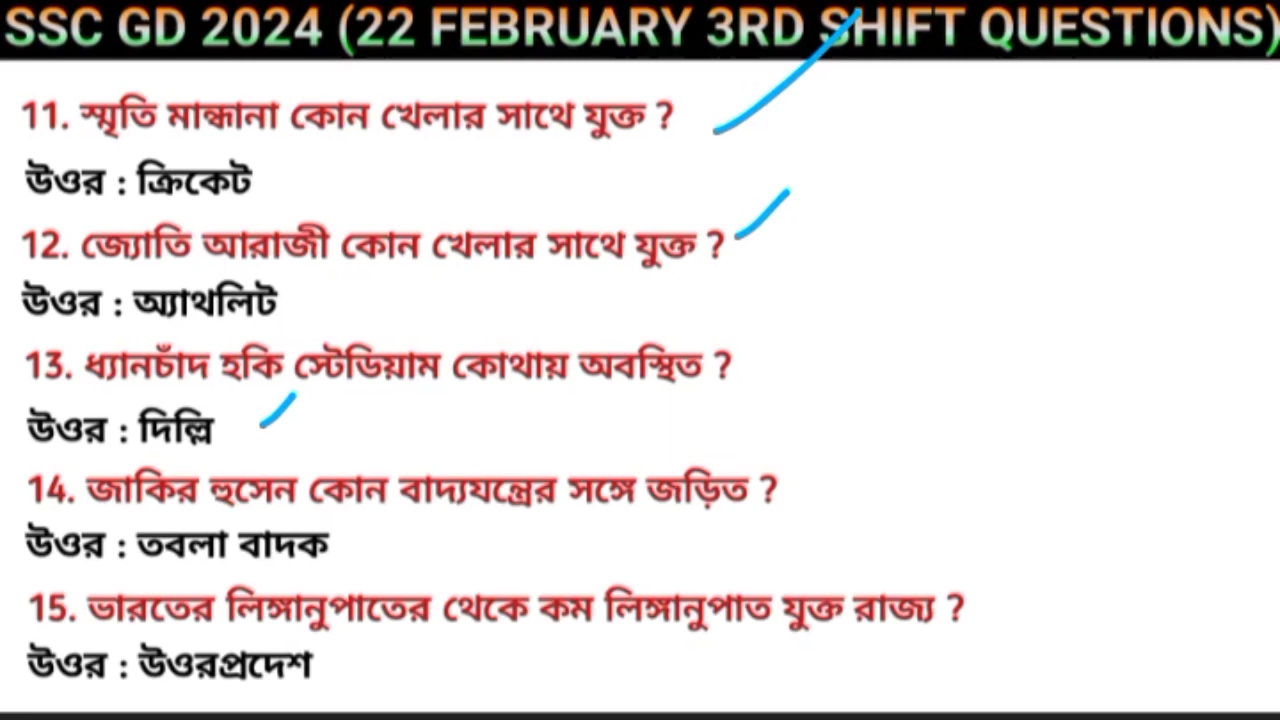 SSC GD 2024 (22 FEBRUARY 3RD SHIFT QUESTIONS)
11. স্মৃতি মান্ধানা কোন খেলার সাথে যুক্ত ?
উওর : ক্রিকেট
12. জ্যোতি আরাজী কোন খেলার সাথে যুক্ত ?
উওর : অ্যাথলিট
13. ধ্যানচাঁদ হকি স্টেডিয়াম কোথায় অবস্থিত ?
উওর : দিল্লি
14. জাকির হুসেন কোন বাদ্যযন্ত্রের সঙ্গে জড়িত ?
উওর : তবলা বাদক
15. ভারতের লিঙ্গানুপাতের থেকে কম লিঙ্গানুপাত যুক্ত রাজ্য ?
উওর : উওরপ্রদেশ